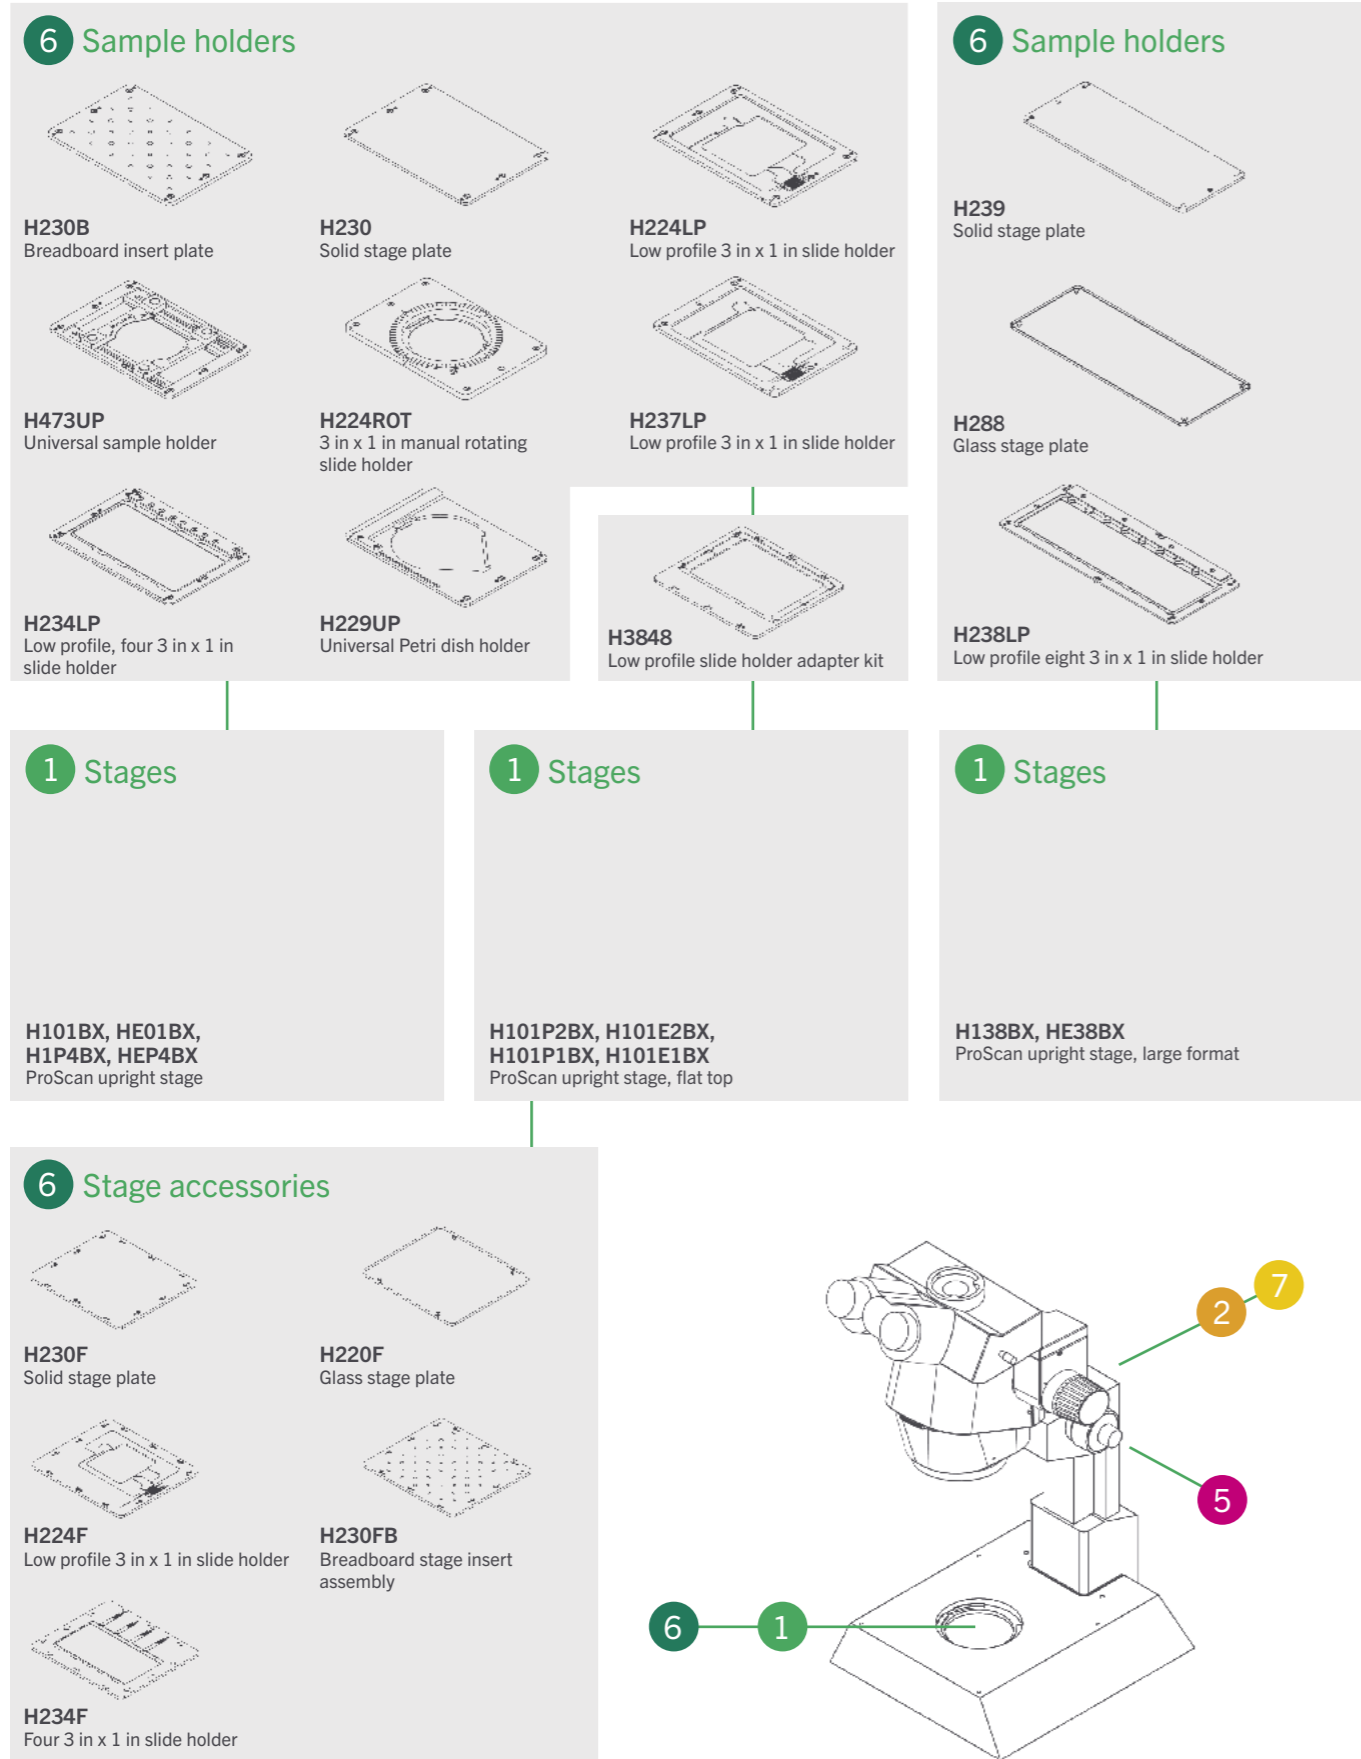 6 Sample holders
H230B
Breadboard insert plate
H230
Solid stage plate
H224LP
Low profile 3 in x 1 in slide holder
H473UP
Universal sample holder
H224ROT
3 in x 1 in manual rotating
slide holder
H237LP
Low profile 3 in x 1 in slide holder
H234LP
Low profile, four 3 in x 1 in
slide holder
H229UP
Universal Petri dish holder
H3848
Low profile slide holder adapter kit
6 Sample holders
H239
Solid stage plate
H288
Glass stage plate
H238LP
Low profile eight 3 in x 1 in slide holder
1 Stages
H101BX, HE01BX,
H1P4BX, HEP4BX
ProScan upright stage
1 Stages
H101P2BX, H101E2BX,
H101P1BX, H101E1BX
ProScan upright stage, flat top
1 Stages
H138BX, HE38BX
ProScan upright stage, large format
6 Stage accessories
H230F
Solid stage plate
H220F
Glass stage plate
H224F
Low profile 3 in x 1 in slide holder
H230FB
Breadboard stage insert
assembly
H234F
Four 3 in x 1 in slide holder
7
2
5
6
1